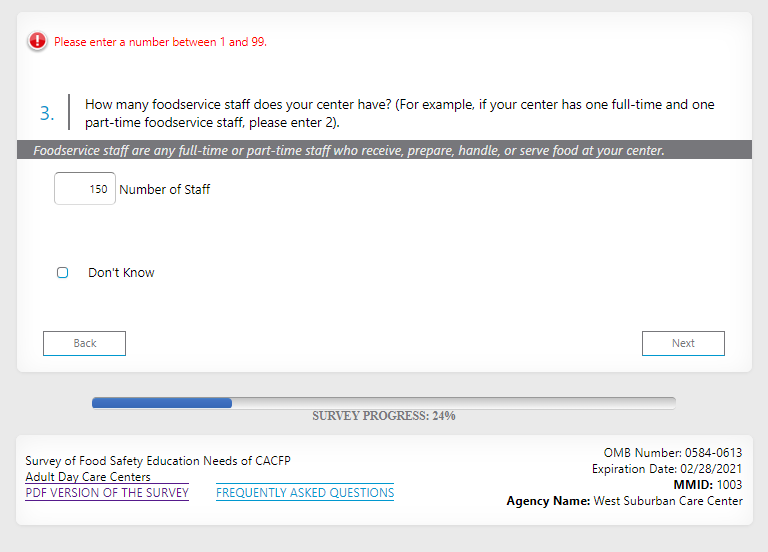 Please enter a number between 1 and 99.
3.
How many foodservice staff does your center have? (For example, if your center has one full-time and one
part-time foodservice staff, please enter 2).
Foodservice staff are any full-time or part-time staff who receive, prepare, handle, or serve food at your center.
150 Number of Staff
Don't Know
Back
Next
SURVEY PROGRESS: 24%
Survey of Food Safety Education Needs of CACFP
Adult Day Care Centers
PDF VERSION OF THE SURVEY
FREQUENTLY ASKED QUESTIONS
OMB Number: 0584-0613
Expiration Date: 02/28/2021
MMID: 1003
Agency Name: West Suburban Care Center